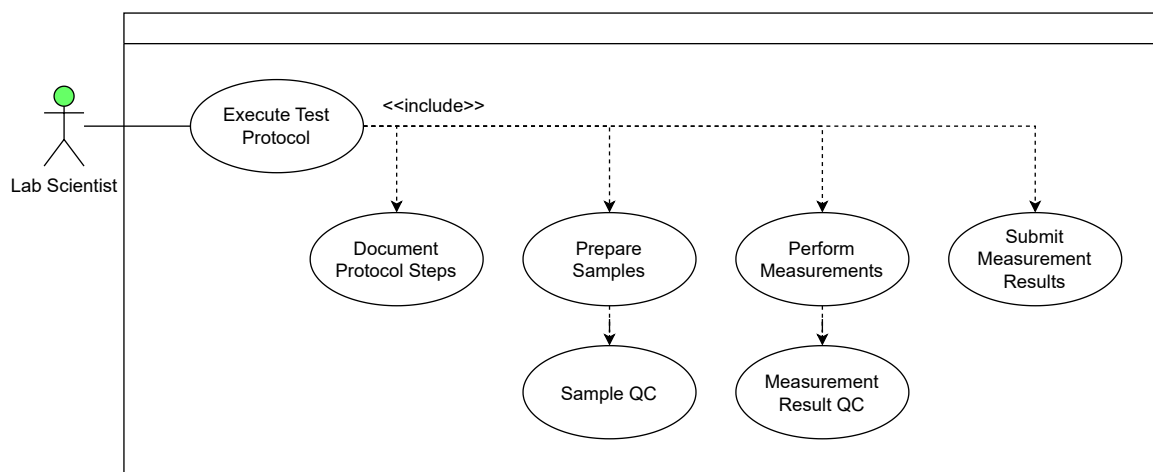 <<include>>
Execute Test
Protocol
Lab Scientist
Document
Protocol Steps
Prepare
Samples
Perform
Measurements
Submit
Measurement
Results
Sample QC
Measurement
Result QC